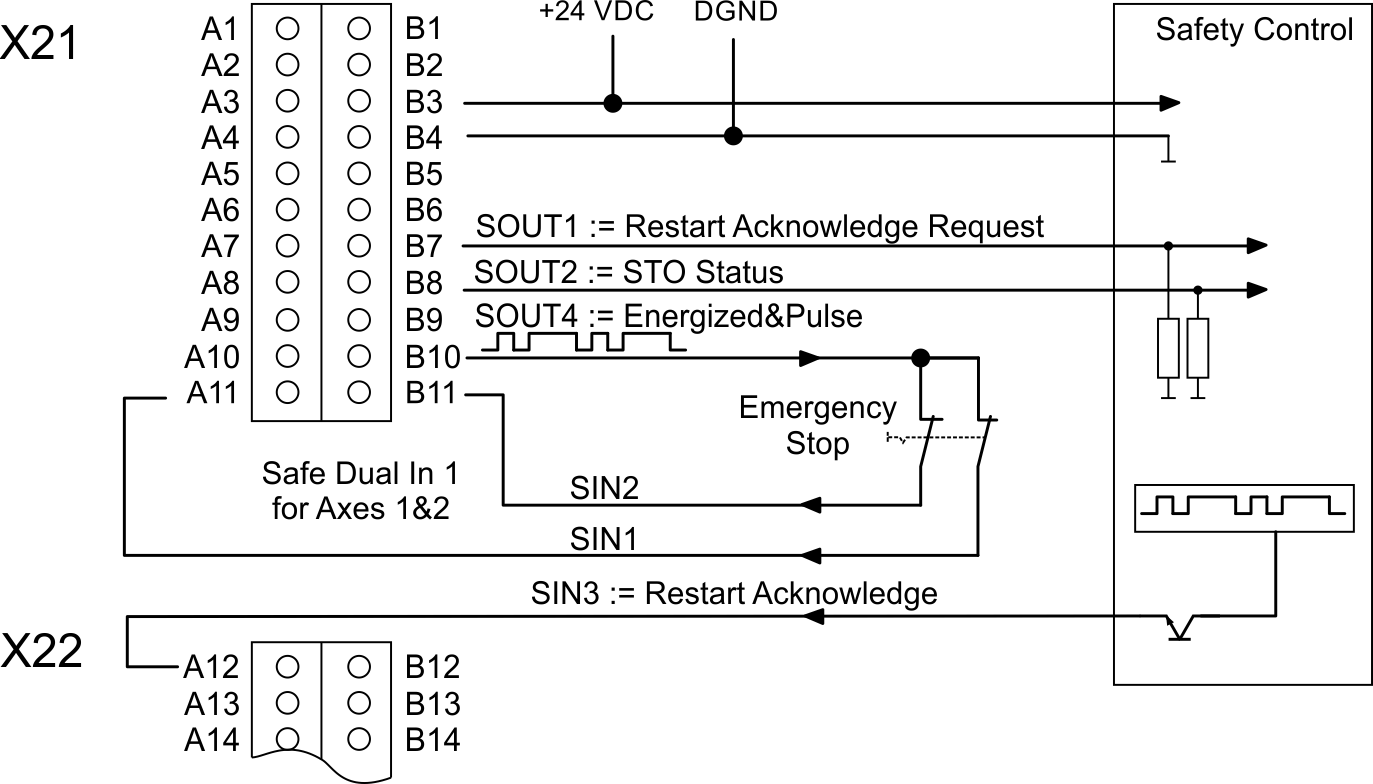 +24 VDC DGND
X21
Safety Control
A1 B1
A2 B2
A3 B3
A4 B4
A5 B5
A6 B6
SOUT1 := Restart Acknowledge Request
A7 B7
SOUT2 := STO Status
A8 B8
SOUT4 := Energized&Pulse
A9 B9
A10 B10
A11 B11
Emergency
Stop
Safe Dual In 1
for Axes 1&2
SIN2
SIN1
SIN3 := Restart Acknowledge
X22
A12 B12
A13 B13
A14 B14